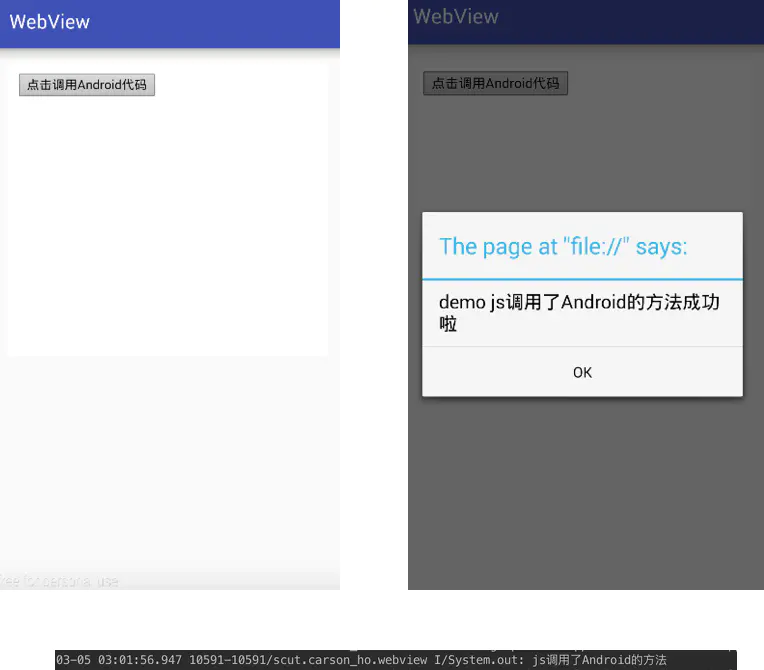 WebView
点击调用Android代码
free for personal use
WebView
点击调用Android代码
The page at "file://" says:
demo js调用了Android的方法成功
啦
OK
03-05 03:01:56.947 10591-10591/scut.carson_ho.webview I/System.out: js调用了Android的方法